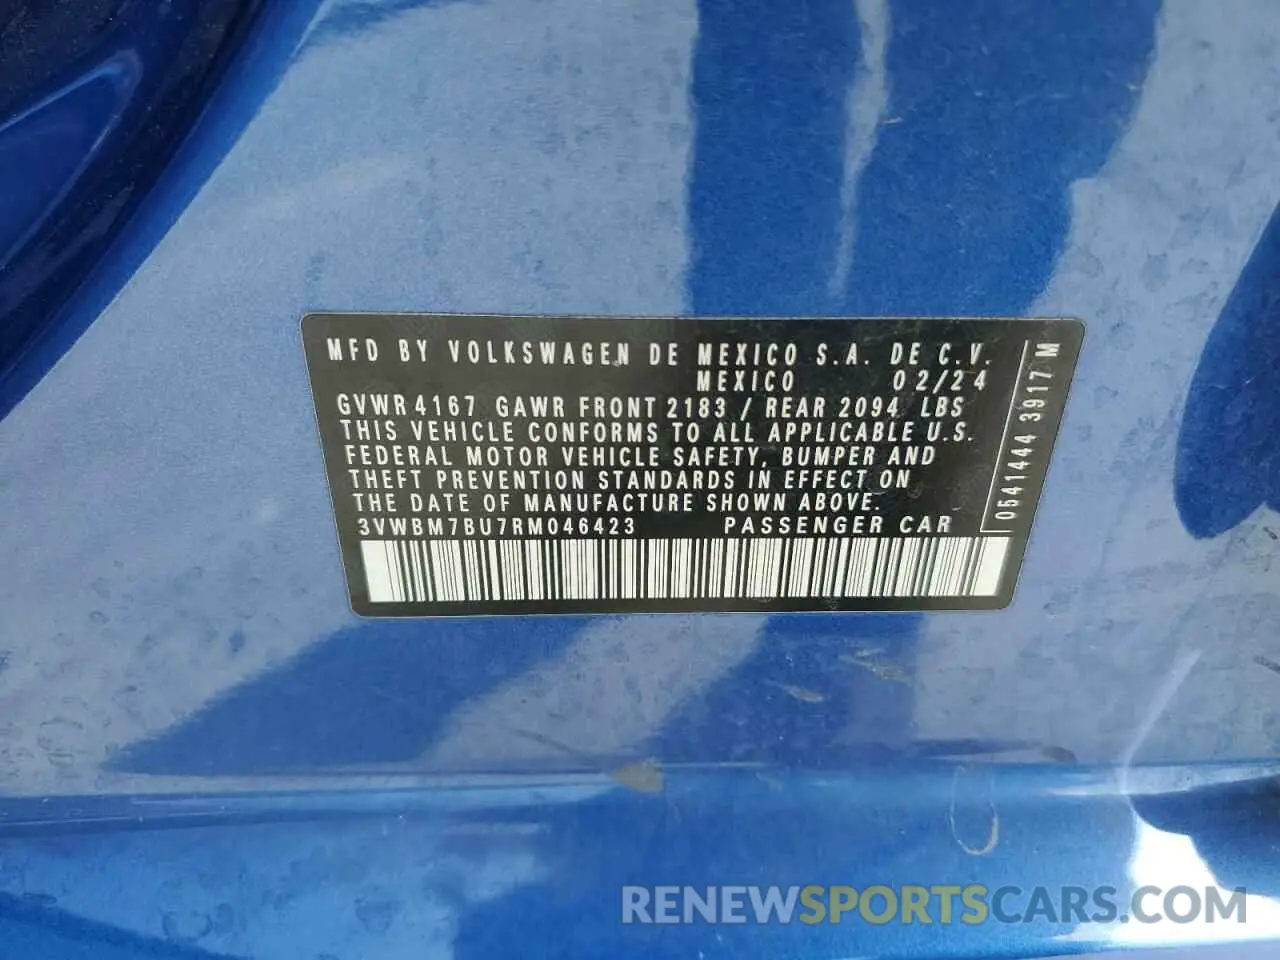 MFD BY VOLKSWAGEN DE MEXICO S.A. DE C.V.
MEXICO 02/24
GVWR 4167 GAWR FRONT 2183 / REAR 2094 LBS
THIS VEHICLE CONFORMS TO ALL APPLICABLE U.S.
FEDERAL MOTOR VEHICLE SAFETY, BUMPER AND
THEFT PREVENTION STANDARDS IN EFFECT ON
THE DATE OF MANUFACTURE SHOWN ABOVE.
3VWBM7BU7RM046423 PASSENGER CAR
0541444 3917 M
RENEWSPORTSCARS.COM